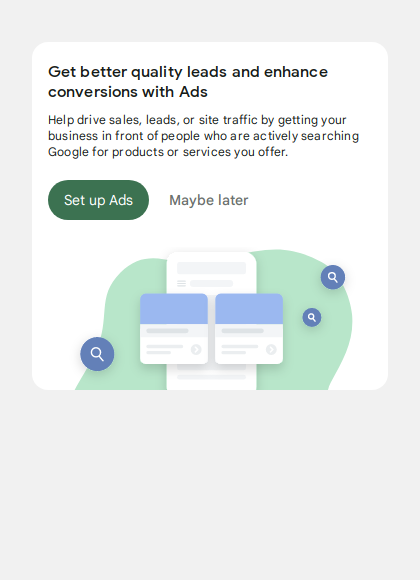 Get better quality leads and enhance
conversions with Ads
Help drive sales, leads, or site traffic by getting your
business in front of people who are actively searching
Google for products or services you offer.
Set up Ads
Maybe later